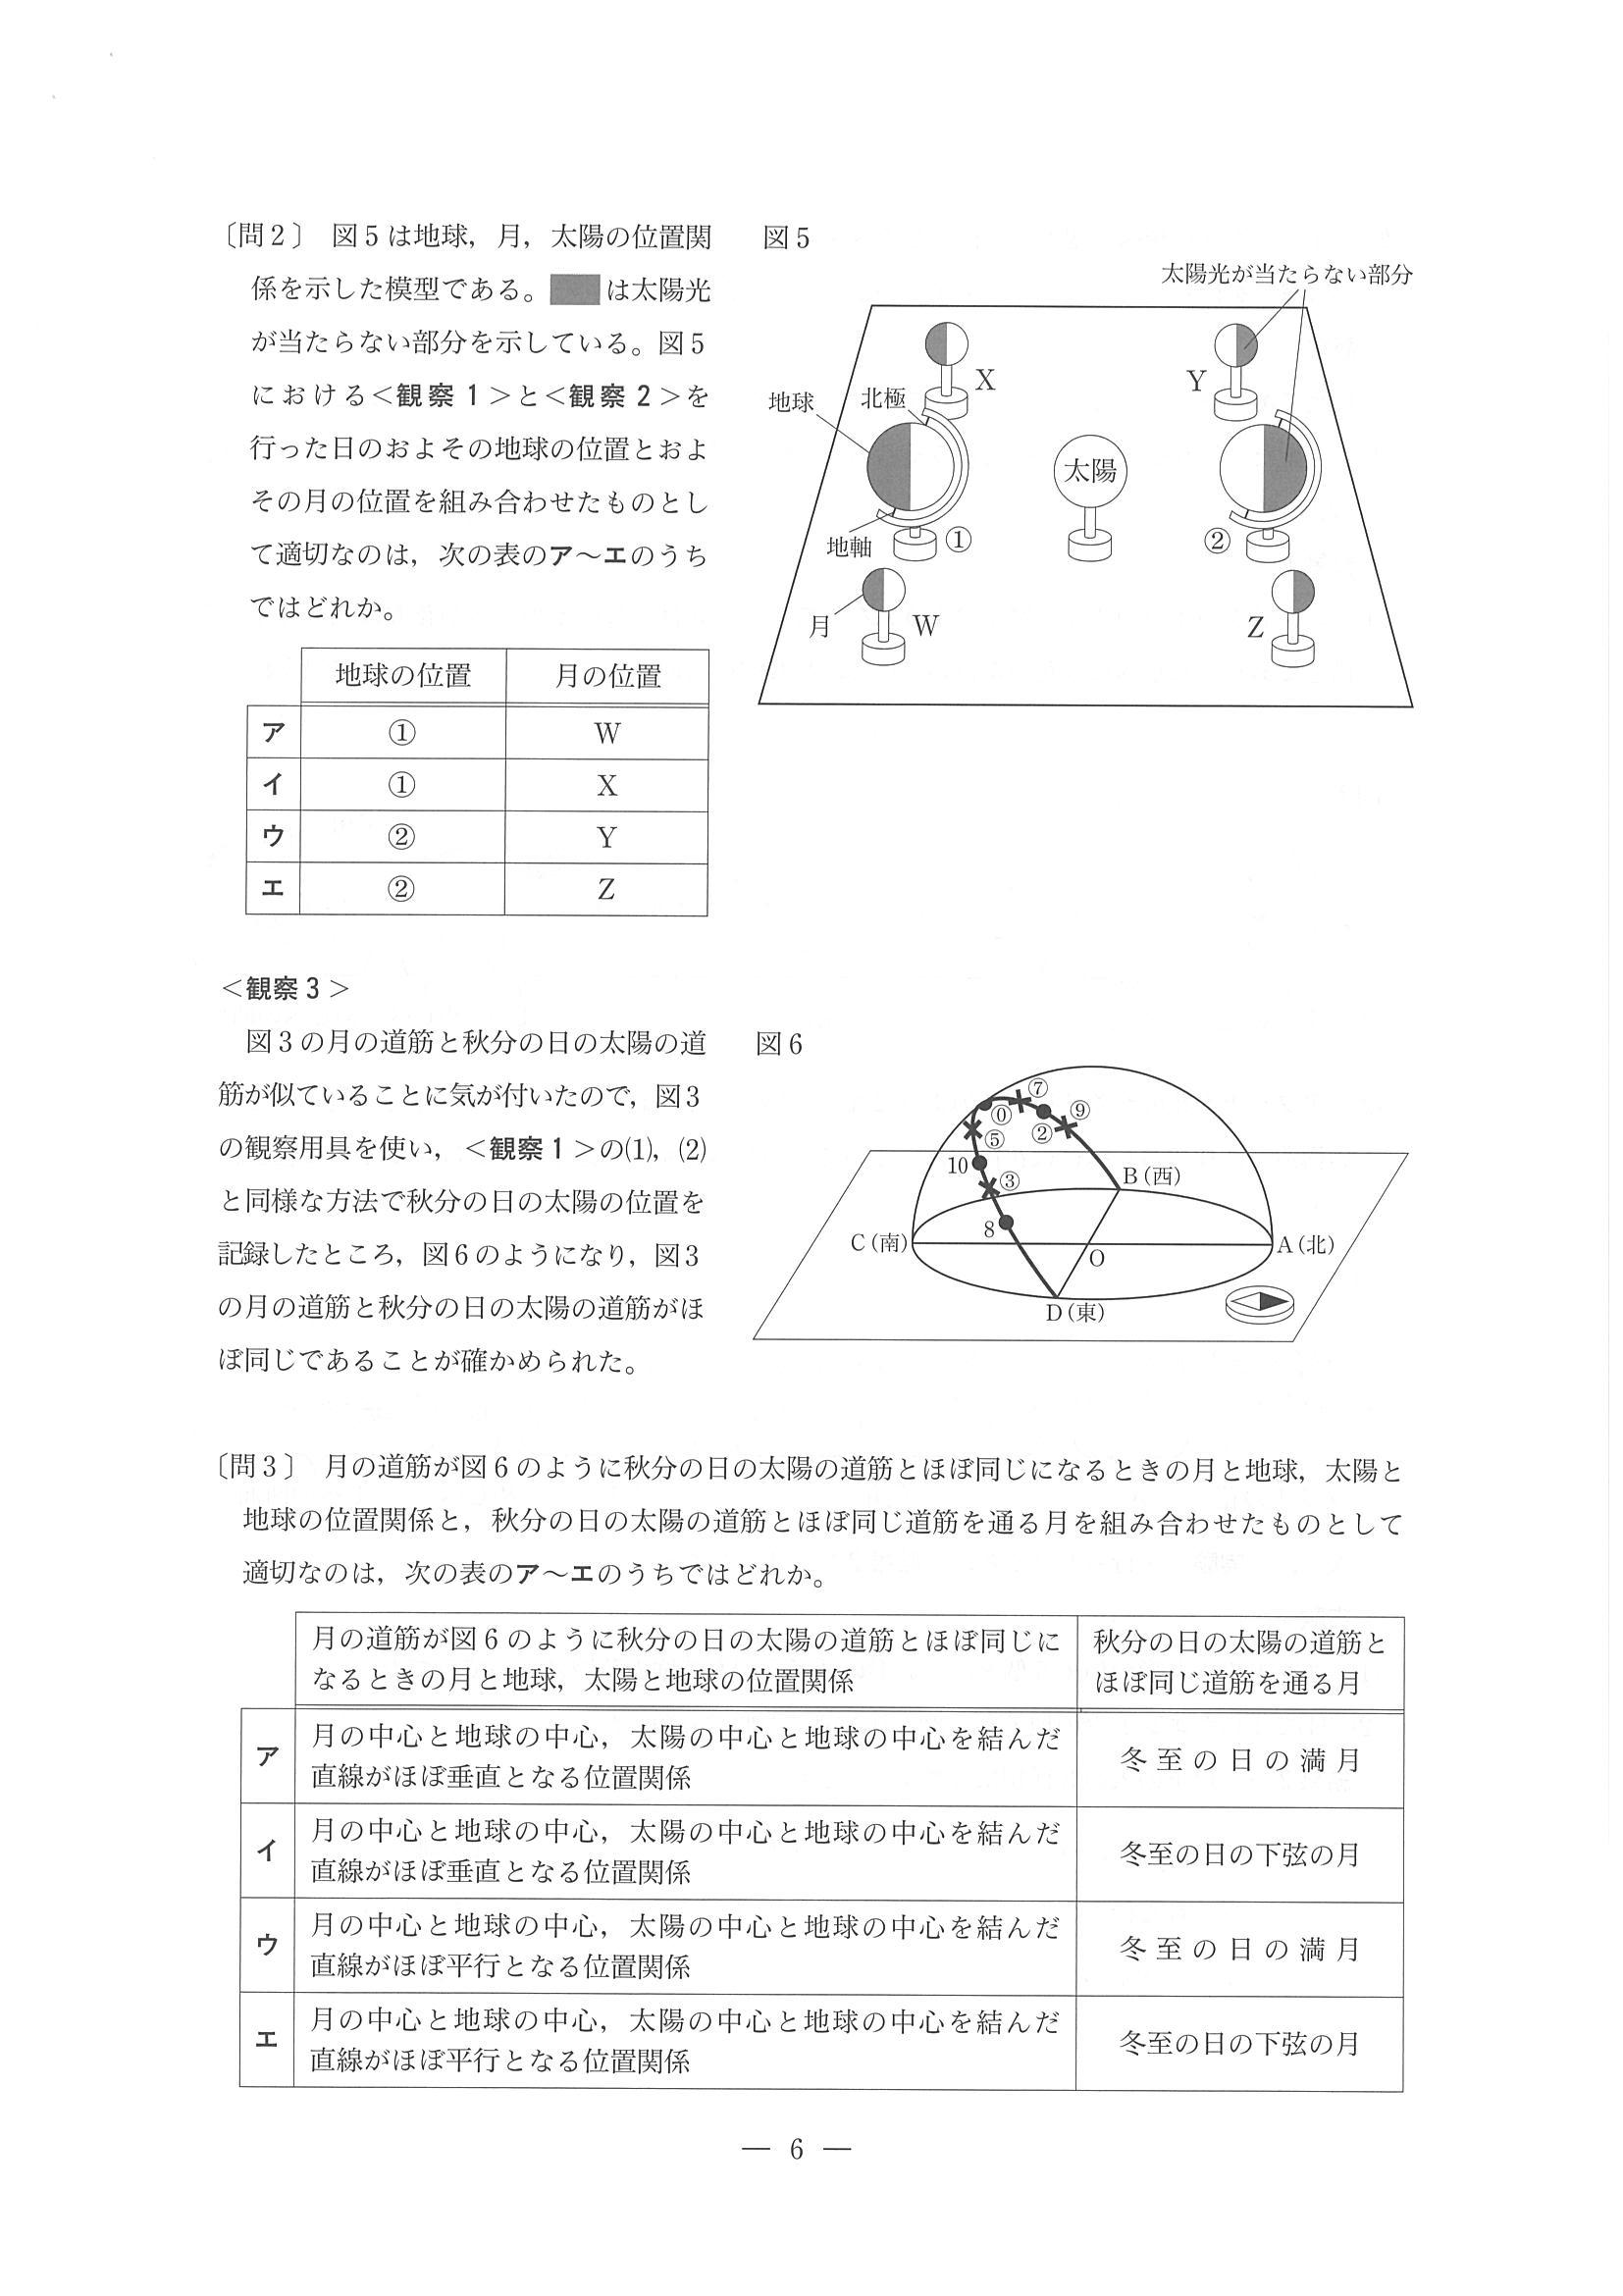 〔問2〕 図5は地球，月，太陽の位置関
係を示した模型である。 は太陽光
が当たらない部分を示している。図5
における＜観察1＞と＜観察2＞を
行った日のおよその地球の位置とおよ
その月の位置を組み合わせたものとし
て適切なのは，次の表のア～エのうち
ではどれか。
地球の位置 月の位置
ア ① W
イ ① X
ウ ② Y
エ ② Z
図5
太陽光が当たらない部分
X
Y
地球
北極
太陽
地軸
①
②
月
W
Z
＜観察3＞
図3の月の道筋と秋分の日の太陽の道
筋が似ていることに気が付いたので，図3
の観察用具を使い，＜観察1＞の(1)，(2)
と同様な方法で秋分の日の太陽の位置を
記録したところ，図6のようになり，図3
の月の道筋と秋分の日の太陽の道筋がほ
ぼ同じであることが確かめられた。
図6
⑦
⓪
⑨
②
⑤
10
③
8
B（西）
C（南）
A（北）
O
D（東）
〔問3〕 月の道筋が図6のように秋分の日の太陽の道筋とほぼ同じになるときの月と地球，太陽と
地球の位置関係と，秋分の日の太陽の道筋とほぼ同じ道筋を通る月を組み合わせたものとして
適切なのは，次の表のア～エのうちではどれか。
月の道筋が図6のように秋分の日の太陽の道筋とほぼ同じに
なるときの月と地球，太陽と地球の位置関係
秋分の日の太陽の道筋と
ほぼ同じ道筋を通る月
ア
月の中心と地球の中心，太陽の中心と地球の中心を結んだ
直線がほぼ垂直となる位置関係
冬至の日の満月
イ
月の中心と地球の中心，太陽の中心と地球の中心を結んだ
直線がほぼ垂直となる位置関係
冬至の日の下弦の月
ウ
月の中心と地球の中心，太陽の中心と地球の中心を結んだ
直線がほぼ平行となる位置関係
冬至の日の満月
エ
月の中心と地球の中心，太陽の中心と地球の中心を結んだ
直線がほぼ平行となる位置関係
冬至の日の下弦の月
― 6 ―